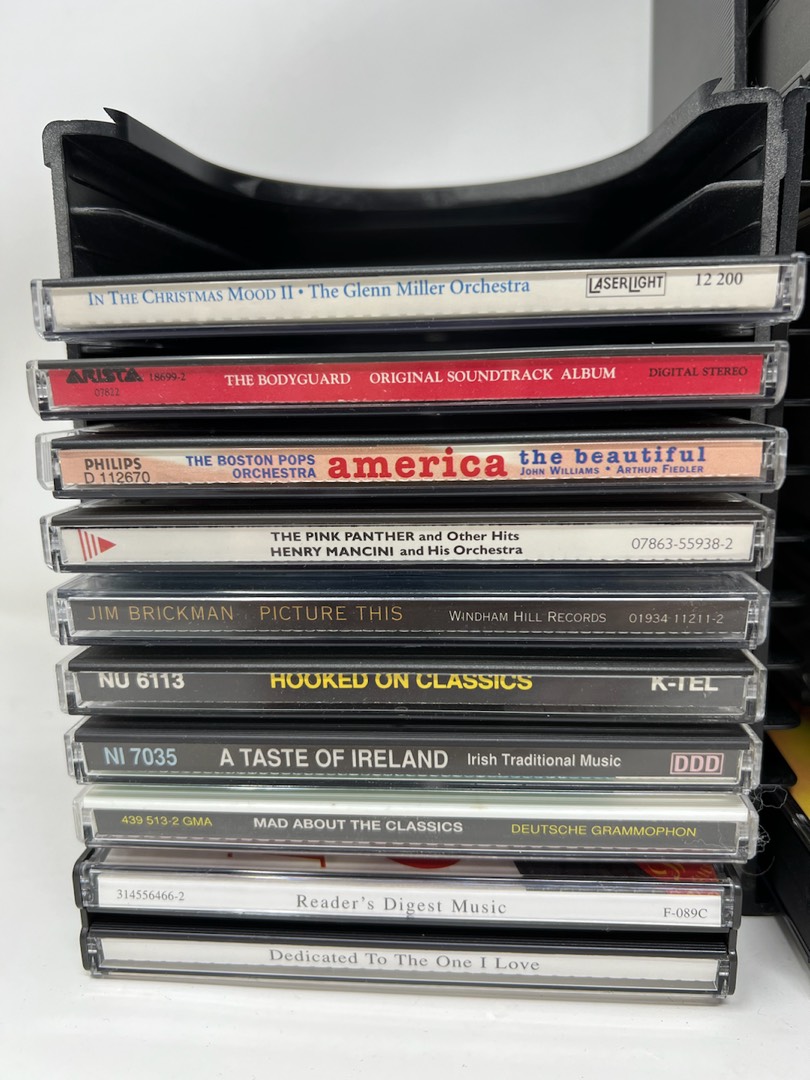 IN THE CHRISTMAS MOOD II • The Glenn Miller Orchestra LASERLIGHT 12 200
ARISTA 18699-2 THE BODYGUARD ORIGINAL SOUNDTRACK ALBUM DIGITAL STEREO
07822
PHILIPS THE BOSTON POPS america the beautiful
D 112670 ORCHESTRA JOHN WILLIAMS • ARTHUR FIEDLER
THE PINK PANTHER and Other Hits
HENRY MANCINI and His Orchestra 07863-55938-2
JIM BRICKMAN PICTURE THIS WINDHAM HILL RECORDS 01934 11211-2
NU 6113 HOOKED ON CLASSICS K-TEL
NI 7035 A TASTE OF IRELAND Irish Traditional Music DDD
439 513-2 GMA MAD ABOUT THE CLASSICS DEUTSCHE GRAMMOPHON
314556466-2 Reader's Digest Music F-089C
Dedicated To The One I Love